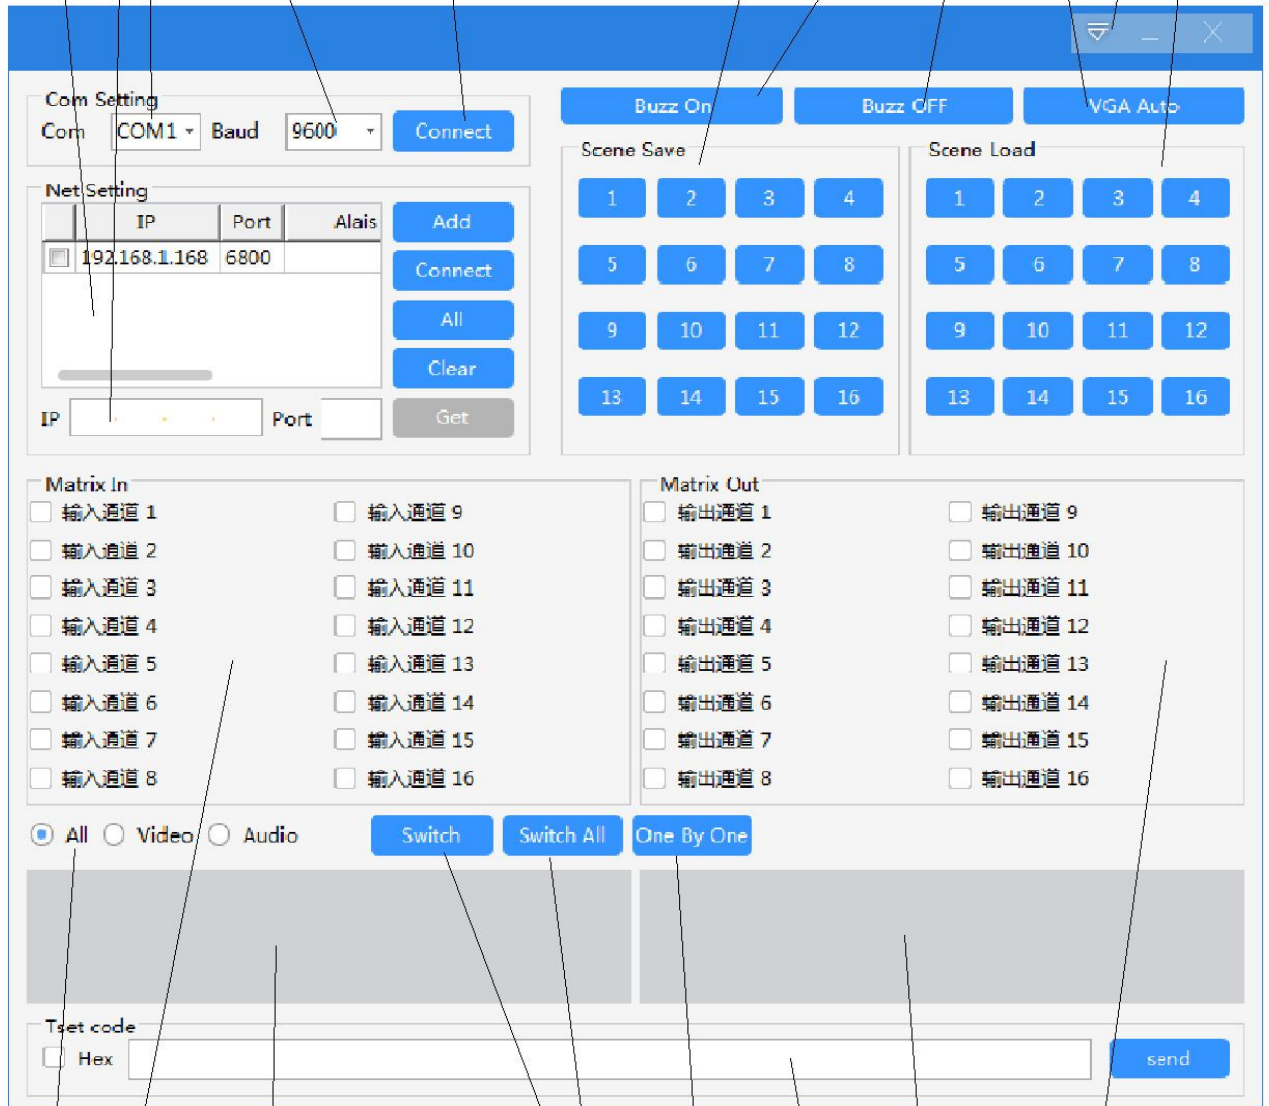 Com Setting
Com COM1 Baud 9600 Connect
Buzz On Buzz OFF VGA Auto
Net Setting
IP Port Alais
192.168.1.168 6800
Add
Connect
All
Clear
IP Port Get
Scene Save
1 2 3 4
5 6 7 8
9 10 11 12
13 14 15 16
Scene Load
1 2 3 4
5 6 7 8
9 10 11 12
13 14 15 16
Matrix In
输入通道 1 输入通道 9
输入通道 2 输入通道 10
输入通道 3 输入通道 11
输入通道 4 输入通道 12
输入通道 5 输入通道 13
输入通道 6 输入通道 14
输入通道 7 输入通道 15
输入通道 8 输入通道 16
Matrix Out
输出通道 1 输出通道 9
输出通道 2 输出通道 10
输出通道 3 输出通道 11
输出通道 4 输出通道 12
输出通道 5 输出通道 13
输出通道 6 输出通道 14
输出通道 7 输出通道 15
输出通道 8 输出通道 16
All Video Audio Switch Switch All One By One
Tset code
Hex send